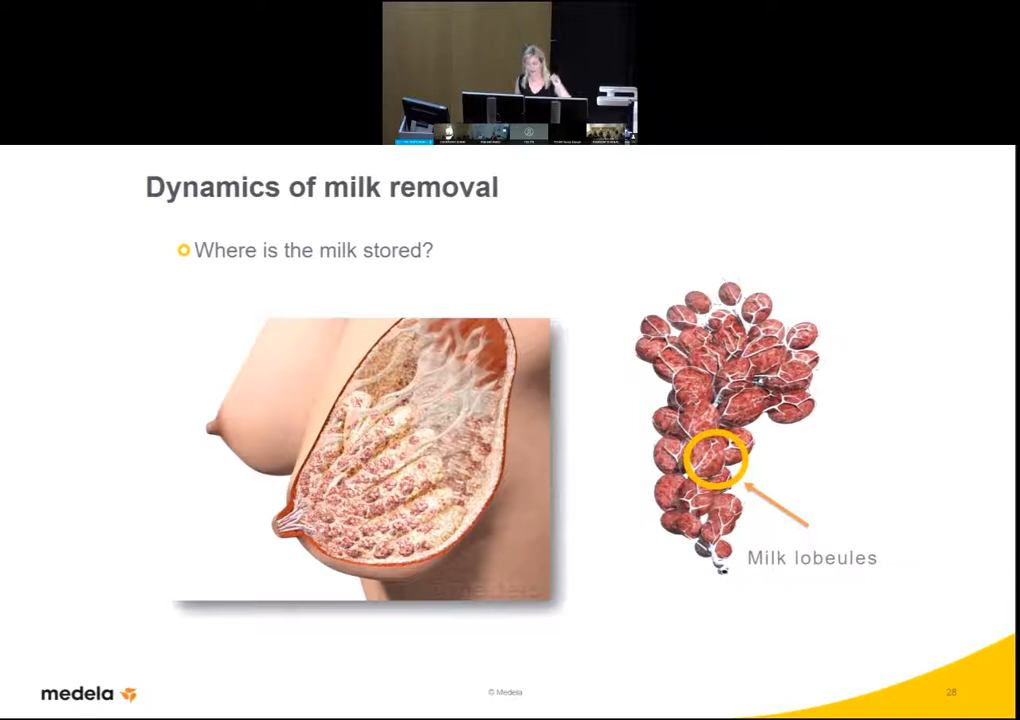 Dynamics of milk removal
Where is the milk stored?
Milk lobeules
medela
© Medela
28